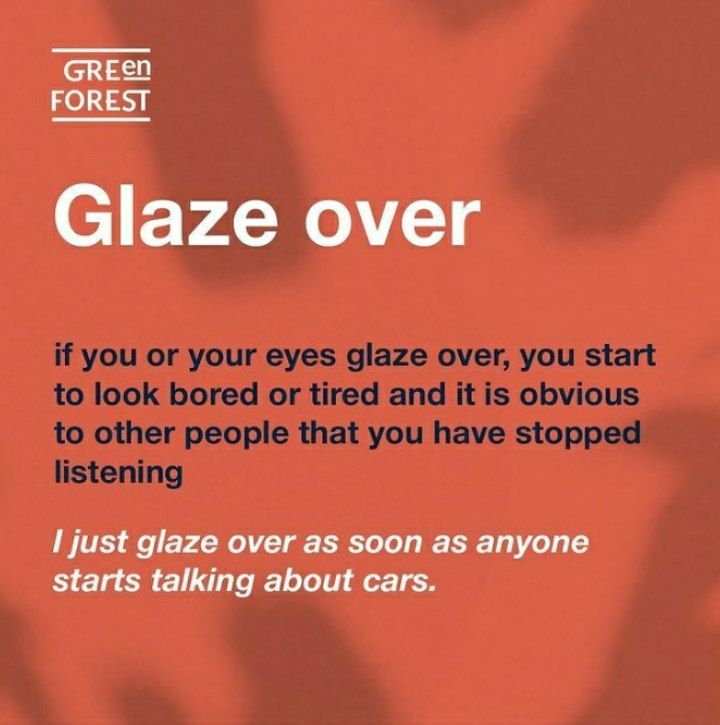 GREen
FOREST
Glaze over
if you or your eyes glaze over, you start
to look bored or tired and it is obvious
to other people that you have stopped
listening
I just glaze over as soon as anyone
starts talking about cars.